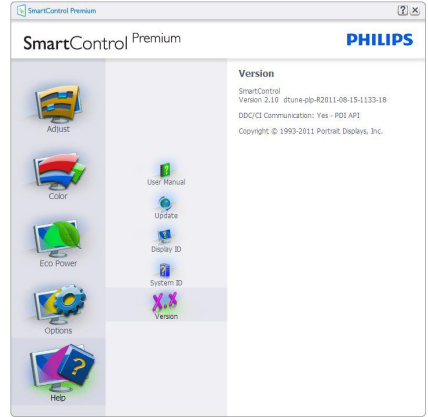 SmartControl Premium
SmartControl Premium
PHILIPS
Adjust
Color
Eco Power
Options
Help
User Manual
Update
Display ID
System ID
X.X
Version
Version
SmartControl
Version 2.10 dtune-plp-R2011-08-15-1133-18
DDC/CI Communication: Yes - PDI API
Copyright © 1993-2011 Portrait Displays, Inc.